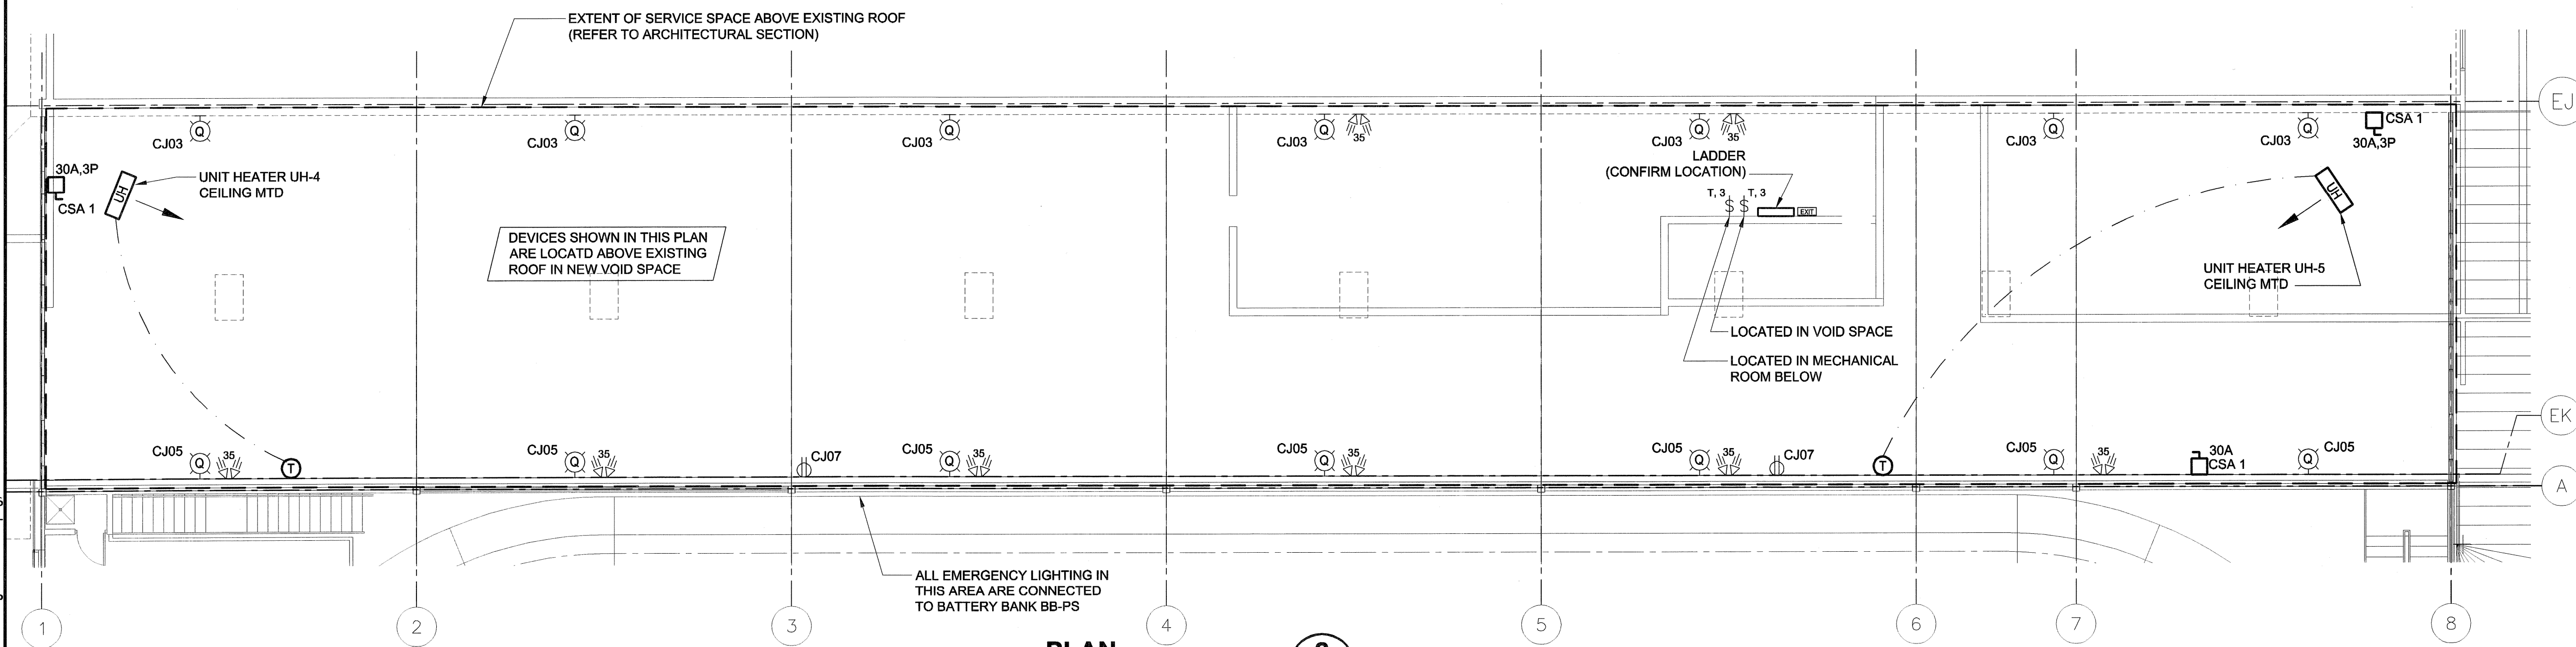 EXTENT OF SERVICE SPACE ABOVE EXISTING ROOF
(REFER TO ARCHITECTURAL SECTION)
EJ
Q
CJ03
Q
CJ03
Q
CJ03
Q
CJ03
35
Q
CJ03
35
Q
CJ03
Q
CJ03
CSA 1
30A,3P
LADDER
(CONFIRM LOCATION)
30A,3P
CSA 1
UH
UNIT HEATER UH-4
CEILING MTD
T, 3
T, 3
$
$
EXIT
UH
DEVICES SHOWN IN THIS PLAN
ARE LOCATD ABOVE EXISTING
ROOF IN NEW VOID SPACE
UNIT HEATER UH-5
CEILING MTD
LOCATED IN VOID SPACE
LOCATED IN MECHANICAL
ROOM BELOW
EK
CJ05
Q
35
T
CJ05
Q
35
CJ07
CJ05
Q
35
CJ05
Q
35
CJ05
Q
35
CJ07
T
CJ05
Q
35
30A
CSA 1
Q
CJ05
A
ALL EMERGENCY LIGHTING IN
THIS AREA ARE CONNECTED
TO BATTERY BANK BB-PS
1
2
3
4
5
6
7
8
PLAN